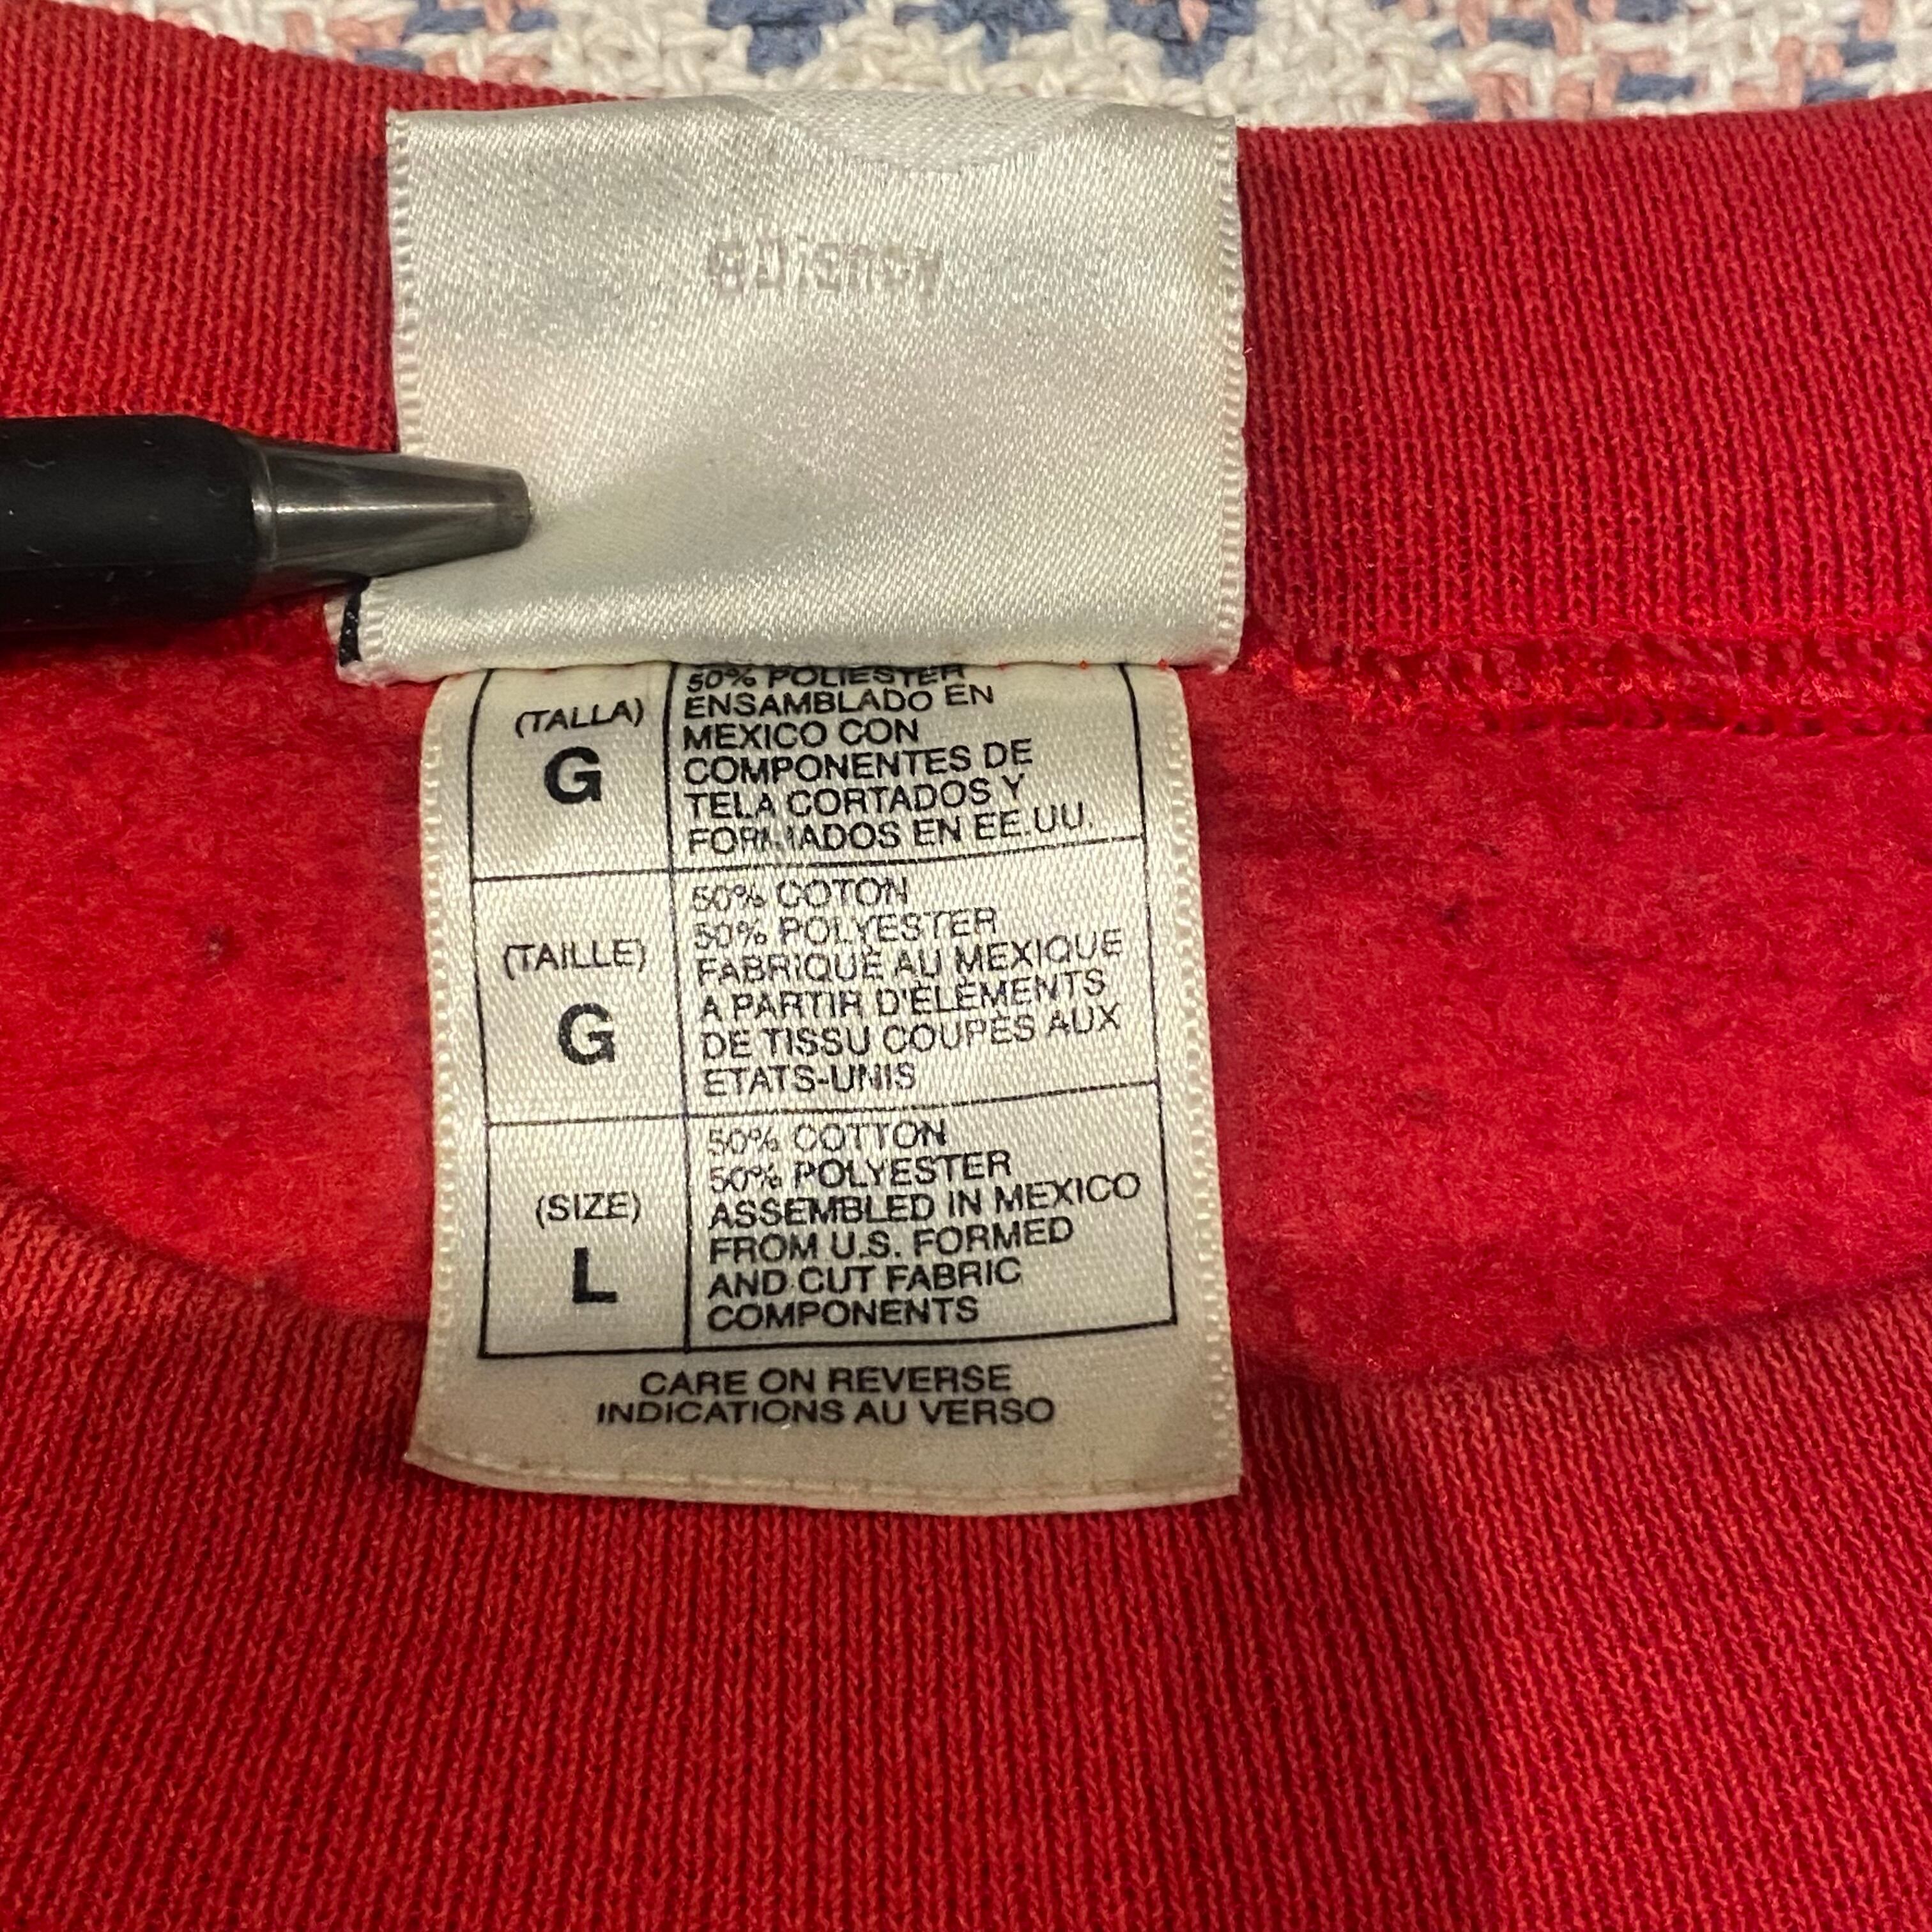 50% POLIESTER
(TALLA)
G
ENSAMBLADO EN
MEXICO CON
COMPONENTES DE
TELA CORTADOS Y
FORMADOS EN EE.UU.
(TAILLE)
G
50% COTON
50% POLYESTER
FABRIQUÉ AU MEXIQUE
A PARTIR D'ÉLÉMENTS
DE TISSU COUPÉS AUX
ETATS-UNIS
(SIZE)
L
50% COTTON
50% POLYESTER
ASSEMBLED IN MEXICO
FROM U.S. FORMED
AND CUT FABRIC
COMPONENTS
CARE ON REVERSE
INDICATIONS AU VERSO